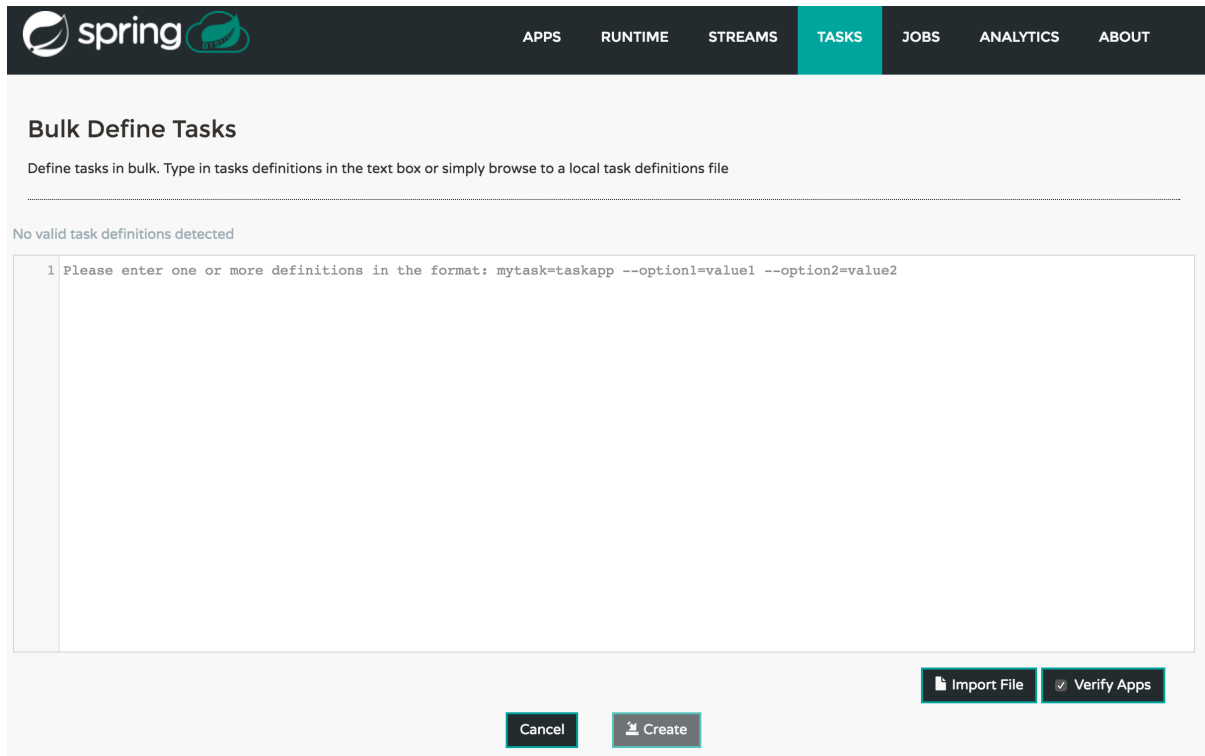 spring
APPS RUNTIME STREAMS TASKS JOBS ANALYTICS ABOUT
Bulk Define Tasks
Define tasks in bulk. Type in tasks definitions in the text box or simply browse to a local task definitions file
No valid task definitions detected
1 Please enter one or more definitions in the format: mytask=taskapp --option1=value1 --option2=value2
Import File Verify Apps
Cancel Create